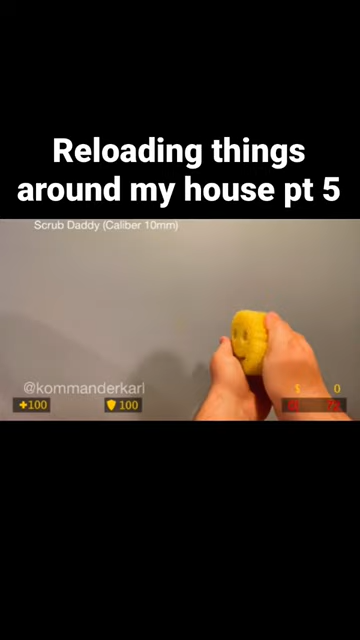 Reloading things
around my house pt 5
Scrub Daddy (Caliber 10mm)
@kommanderkarl
+100
100
$ 0